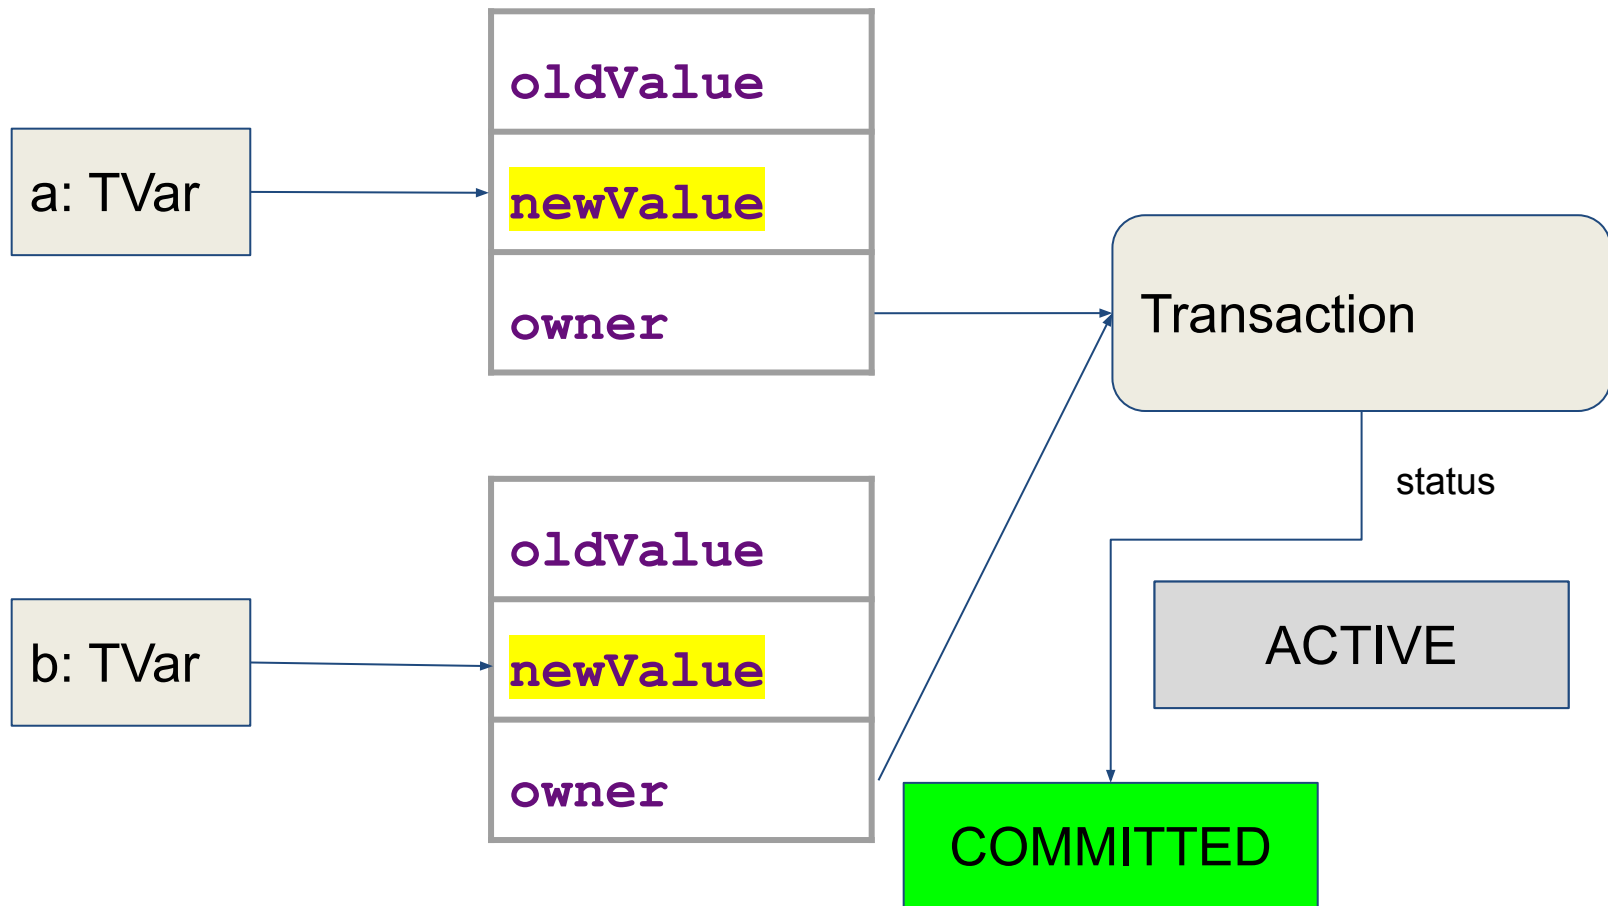 oldValue
a: TVar
newValue
owner
Transaction
status
oldValue
b: TVar
newValue
owner
ACTIVE
COMMITTED